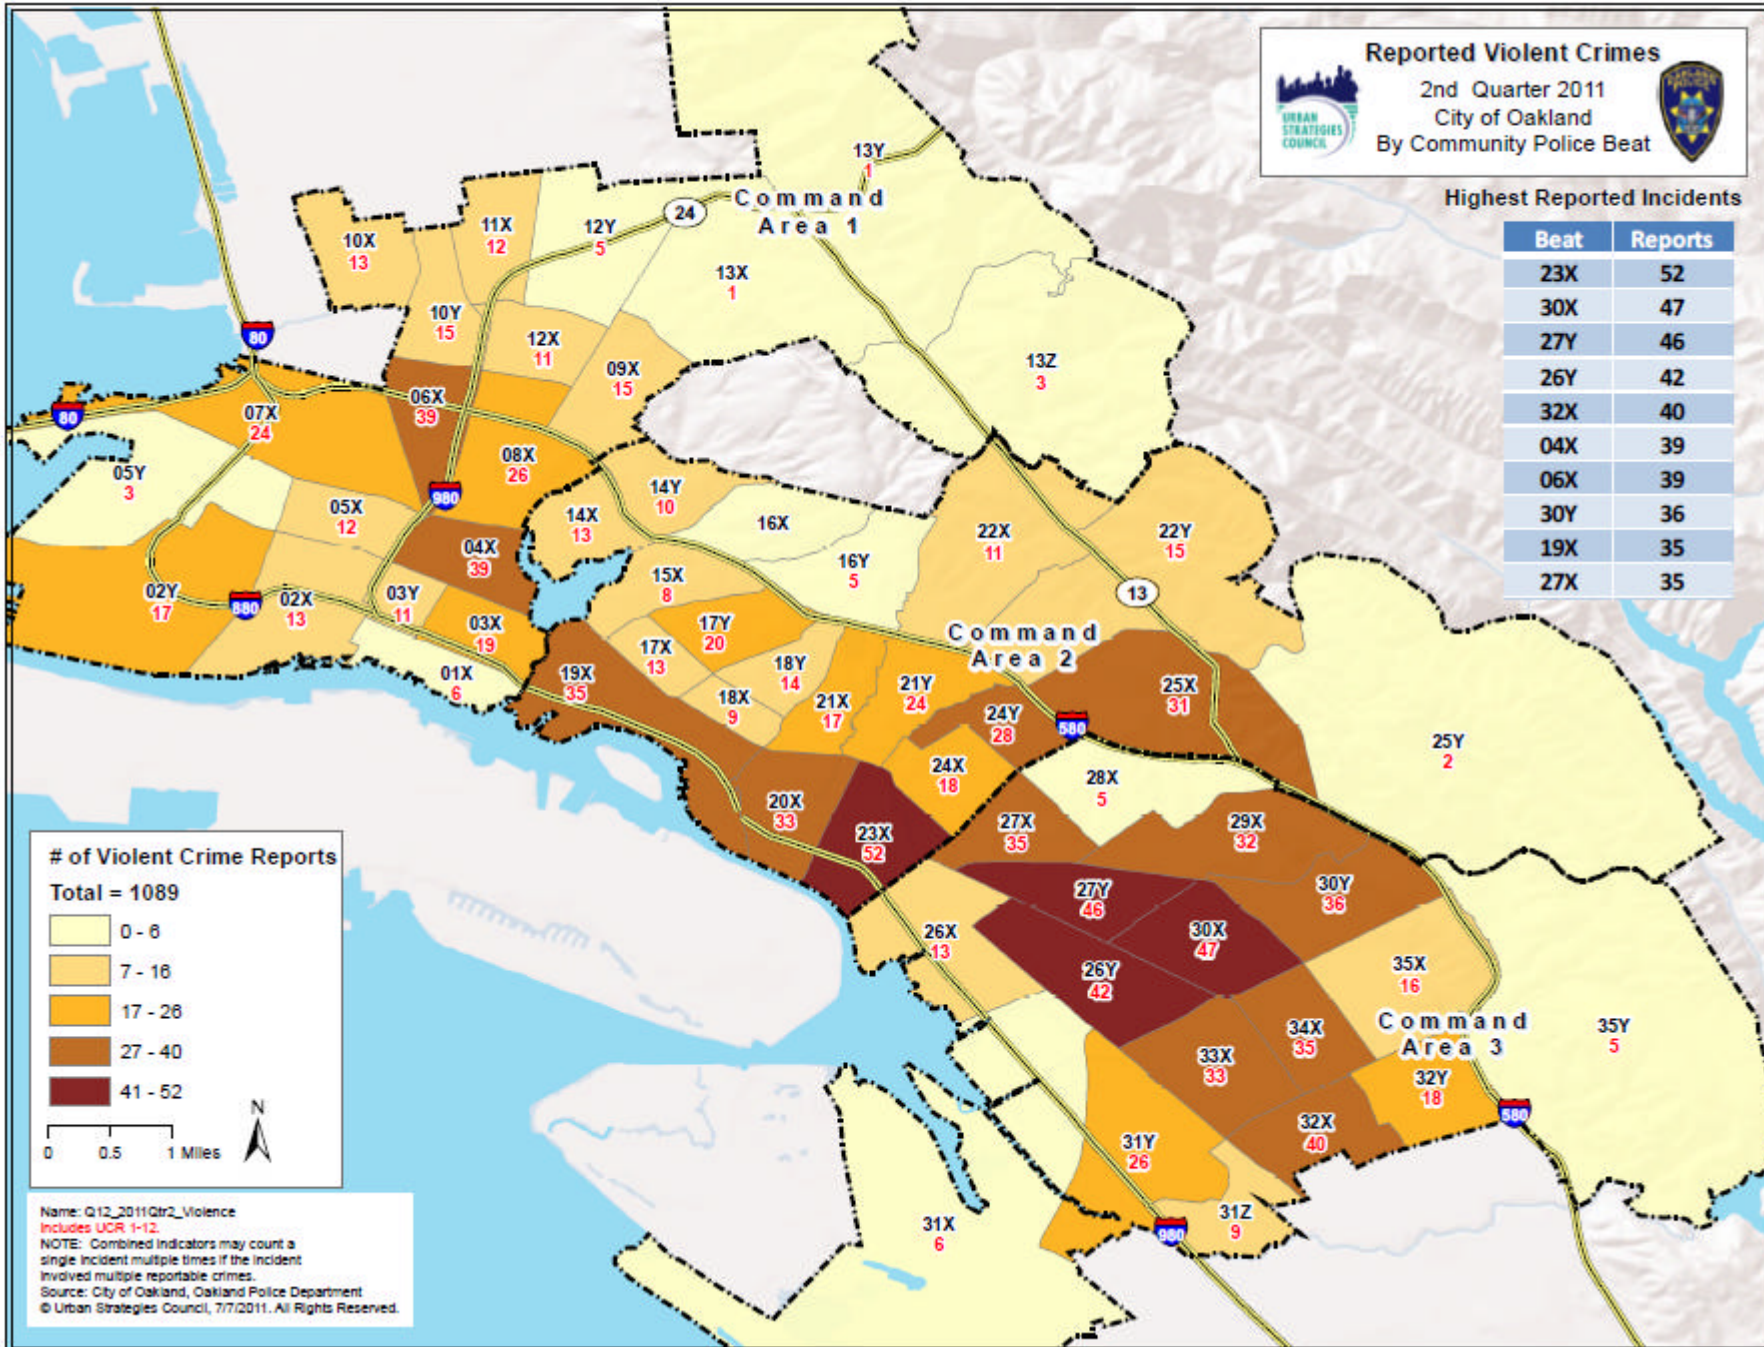 Reported Violent Crimes
2nd Quarter 2011
City of Oakland
By Community Police Beat
URBAN
STRATEGIES
COUNCIL
Highest Reported Incidents
Beat Reports
23X 52
30X 47
27Y 46
26Y 42
32X 40
04X 39
06X 39
30Y 36
19X 35
27X 35
13Y
1
Command
Area 1
24
10X
13
11X
12
12Y
5
13X
1
10Y
15
12X
11
09X
15
13Z
3
80
80
07X
24
06X
39
08X
26
05Y
3
980
05X
12
14X
13
14Y
10
16X
16Y
5
22X
11
22Y
15
04X
39
02Y
17
880
02X
13
03Y
11
03X
19
15X
8
13
01X
6
19X
35
17X
13
17Y
20
18Y
14
18X
9
21X
17
21Y
24
Command
Area 2
24Y
28
580
25X
31
25Y
2
24X
18
28X
5
20X
33
23X
52
27X
35
29X
32
27Y
46
30Y
36
26X
13
30X
47
26Y
42
35X
16
Command
Area 3
34X
35
33X
33
35Y
5
32Y
18
580
32X
40
31Y
26
31Z
9
980
31X
6
# of Violent Crime Reports
Total = 1089
0 - 6
7 - 16
17 - 26
27 - 40
41 - 52
N
0 0.5 1 Miles
Name: Q12_2011Qtr2_Violence
Includes UCR 1-12.
NOTE: Combined indicators may count a
single incident multiple times if the incident
involved multiple reportable crimes.
Source: City of Oakland, Oakland Police Department
© Urban Strategies Council, 7/7/2011. All Rights Reserved.